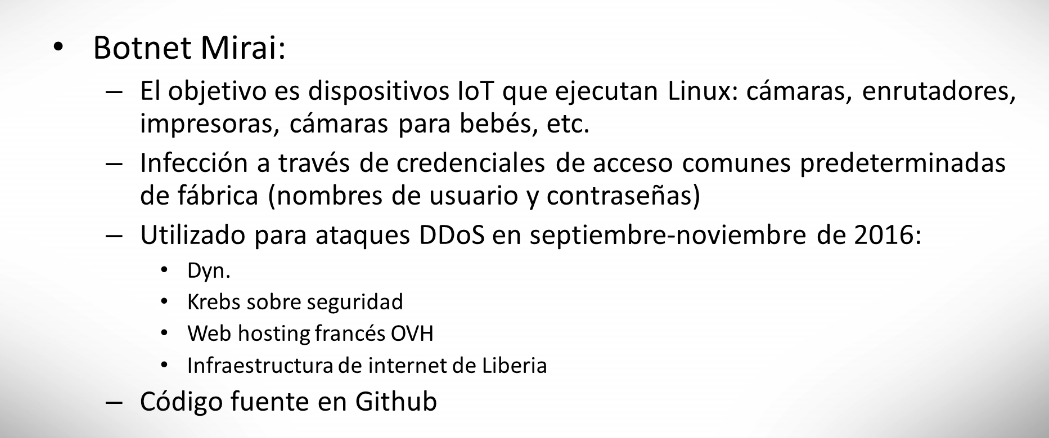 • Botnet Mirai:
– El objetivo es dispositivos IoT que ejecutan Linux: cámaras, enrutadores,
impresoras, cámaras para bebés, etc.
– Infección a través de credenciales de acceso comunes predeterminadas
de fábrica (nombres de usuario y contraseñas)
– Utilizado para ataques DDoS en septiembre-noviembre de 2016:
• Dyn.
• Krebs sobre seguridad
• Web hosting francés OVH
• Infraestructura de internet de Liberia
– Código fuente en Github